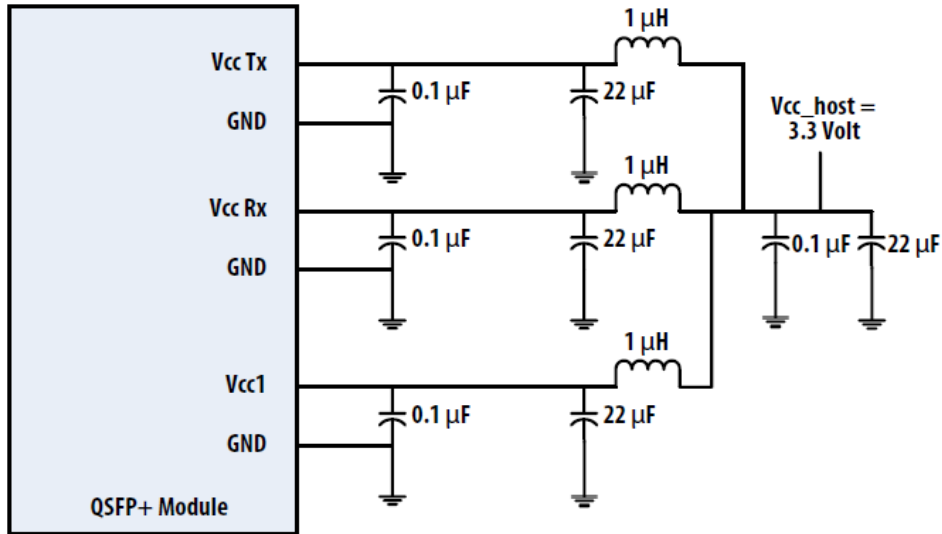 1 μH
Vcc Tx
0.1 μF
22 μF
Vcc_host =
3.3 Volt
GND
1 μH
Vcc Rx
0.1 μF
22 μF
0.1 μF
22 μF
GND
1 μH
Vcc1
0.1 μF
22 μF
GND
QSFP+ Module